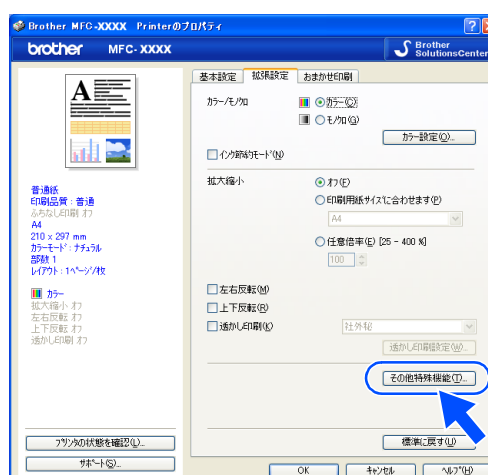 Brother MFC-XXXX Printerのプロパティ
brother MFC-XXXX
Brother
SolutionsCenter
基本設定 拡張設定 おまかせ印刷
A
普通紙
印刷品質 : 普通
ふちなし印刷 オフ
A4
210 x 297 mm
カラーモード : ナチュラル
部数 1
レイアウト : 1ページ/枚
カラー
拡大縮小 オフ
左右反転 オフ
上下反転 オフ
透かし印刷 オフ
プリンタの状態を確認(L)...
サポート(S)...
カラー/モノクロ
カラー(C)
モノクロ(G)
カラー設定(O)...
インク節約モード(N)
拡大縮小
オフ(F)
印刷用紙サイズに合わせます(P)
A4
任意倍率(E) [25 - 400 %]
100
左右反転(M)
上下反転(R)
透かし印刷(K)
社外秘
透かし印刷設定(W)...
その他特殊機能(T)...
標準に戻す(U)
OK
キャンセル
ヘルプ(H)